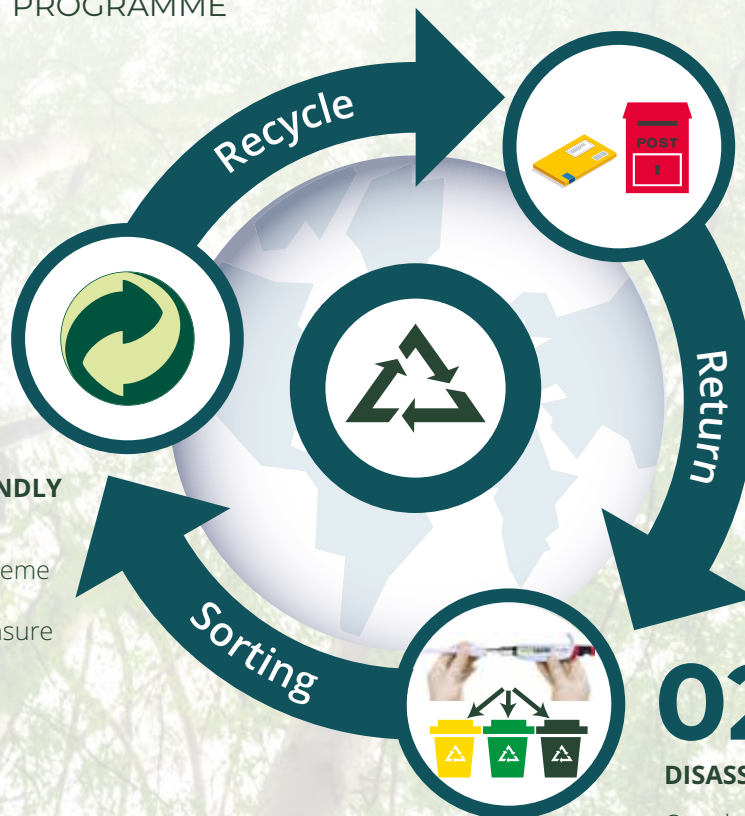 PROGRAMME
Recycle
POST
Return
NDLY
eme
sure
Sorting
02
DISASS